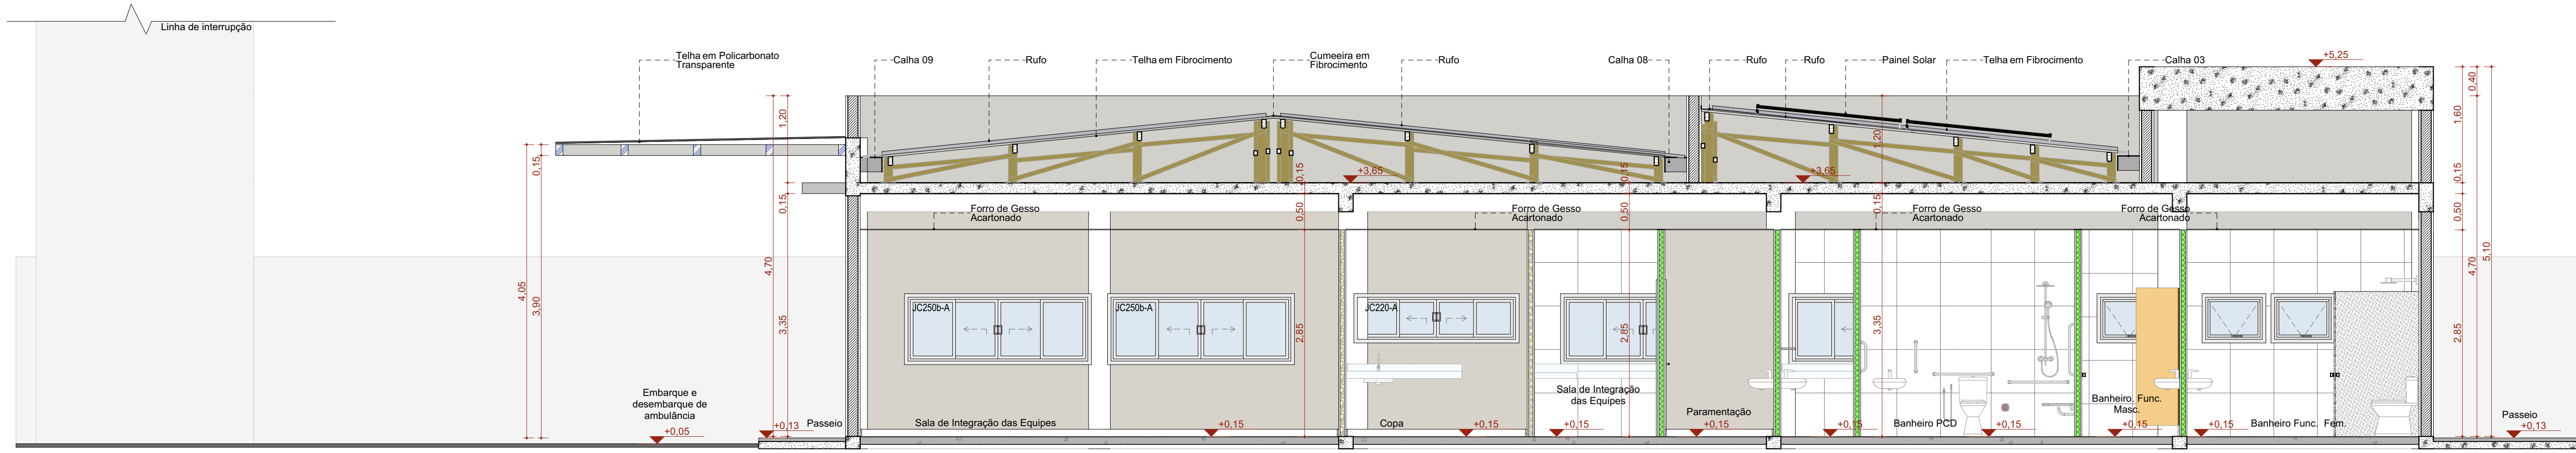 Linha de interrupção
Telha em Policarbonato
Transparente
Calha 09
Rufo
Telha em Fibrocimento
Cumeeira em
Fibrocimento
Rufo
Calha 08
Rufo
Rufo
Painel Solar
Telha em Fibrocimento
Calha 03
+5,25
0,40
1,60
1,20
1,20
0,15
0,15
0,15
0,15
+3,65
+3,65
0,15
0,15
Forro de Gesso
Acartonado
Forro de Gesso
Acartonado
Forro de Gesso
Acartonado
Forro de Gesso
Acartonado
0,50
0,50
0,50
4,70
4,05
3,90
3,35
2,85
2,85
3,35
2,85
4,70
5,10
JC250b-A
JC250b-A
JC220-A
Embarque e
desembarque de
ambulância
+0,05
+0,13
Passeio
Sala de Integração das Equipes
+0,15
Copa
+0,15
Sala de Integração
das Equipes
+0,15
Paramentação
+0,15
+0,15
Banheiro PCD
+0,15
Banheiro. Func.
Masc.
+0,15
+0,15
Banheiro Func. Fem.
Passeio
+0,13